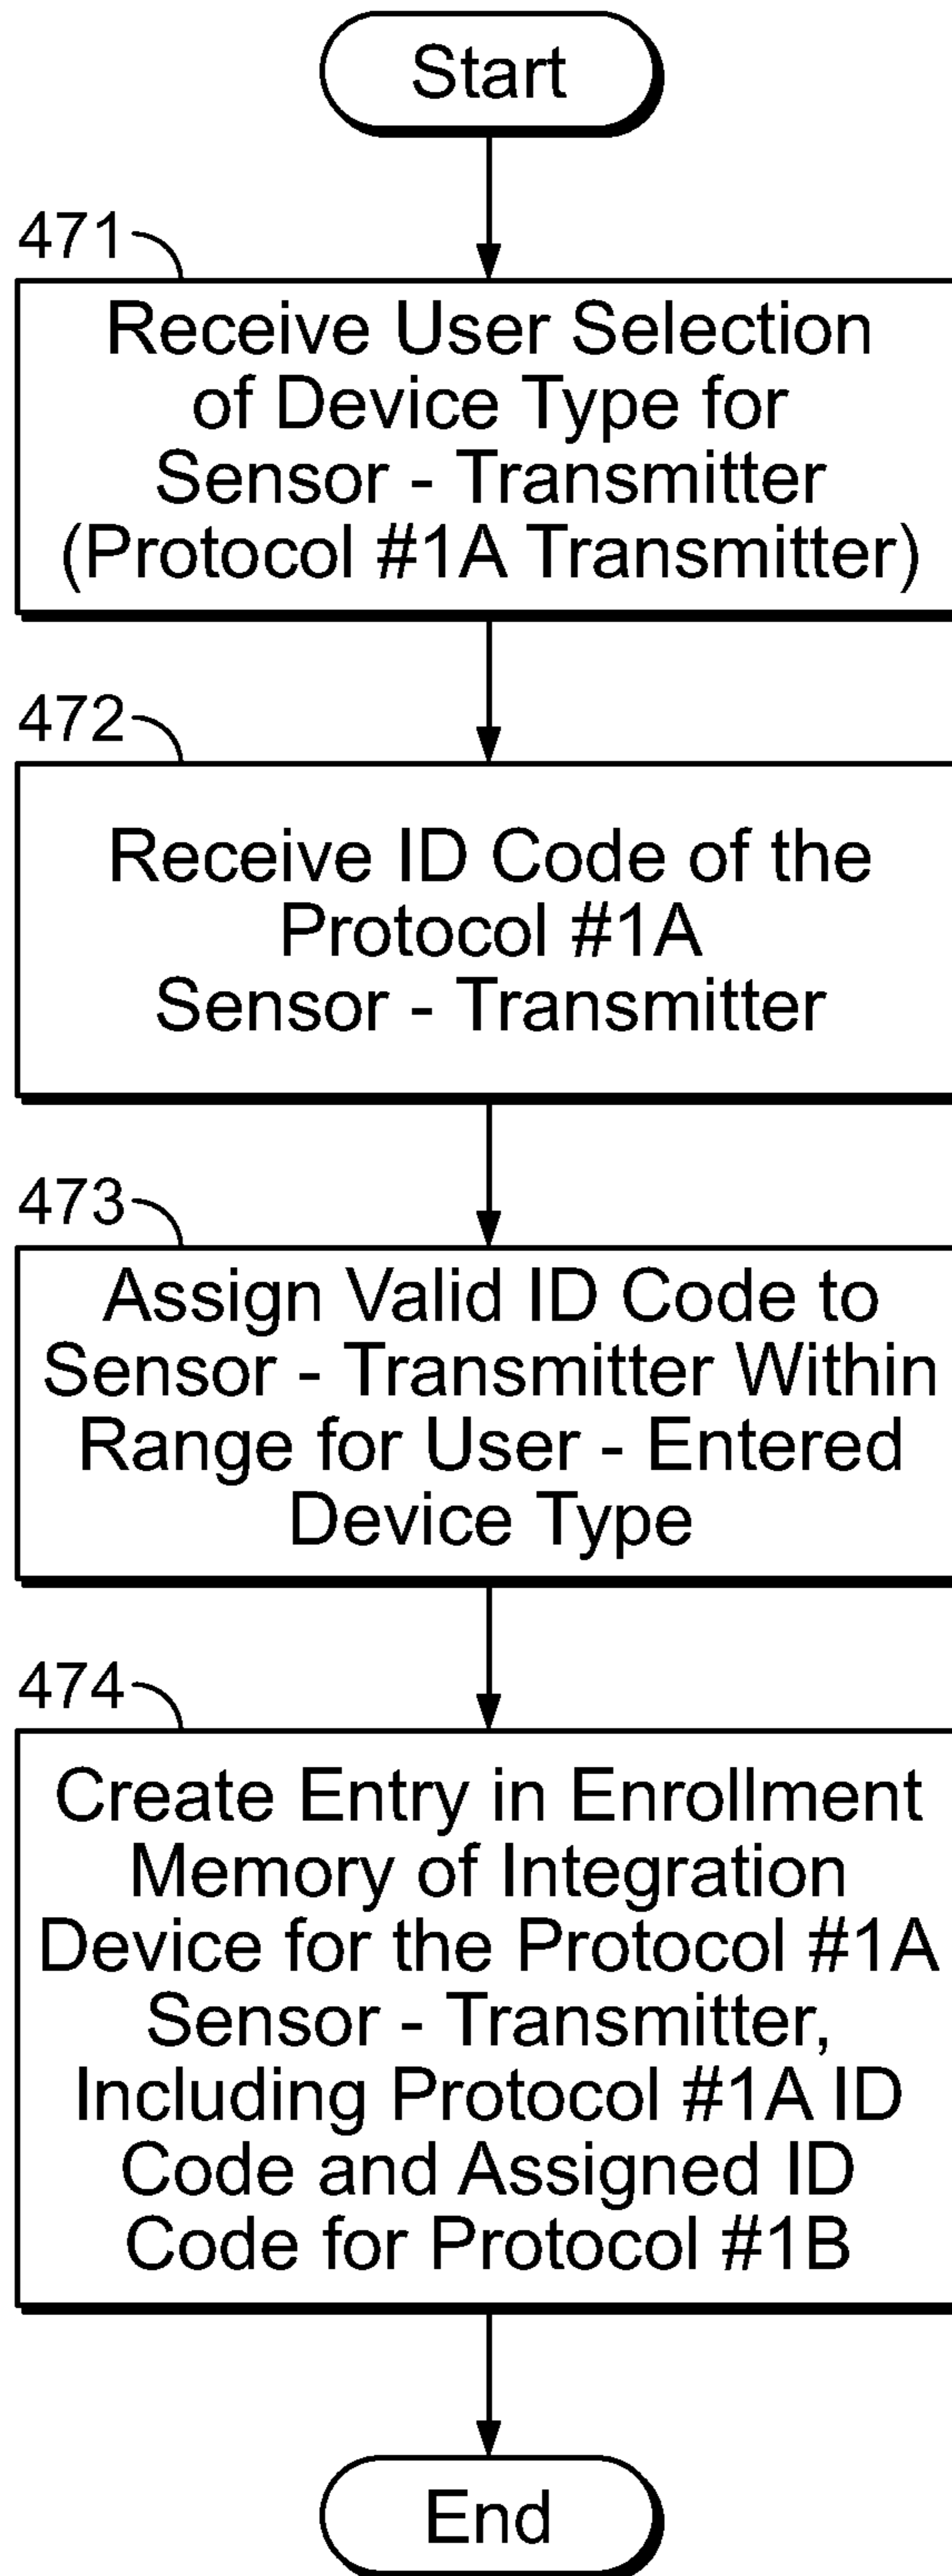 Start
471
Receive User Selection
of Device Type for
Sensor - Transmitter
(Protocol #1A Transmitter)
472
Receive ID Code of the
Protocol #1A
Sensor - Transmitter
473
Assign Valid ID Code to
Sensor - Transmitter Within
Range for User - Entered
Device Type
474
Create Entry in Enrollment
Memory of Integration
Device for the Protocol #1A
Sensor - Transmitter,
Including Protocol #1A ID
Code and Assigned ID
Code for Protocol #1B
End